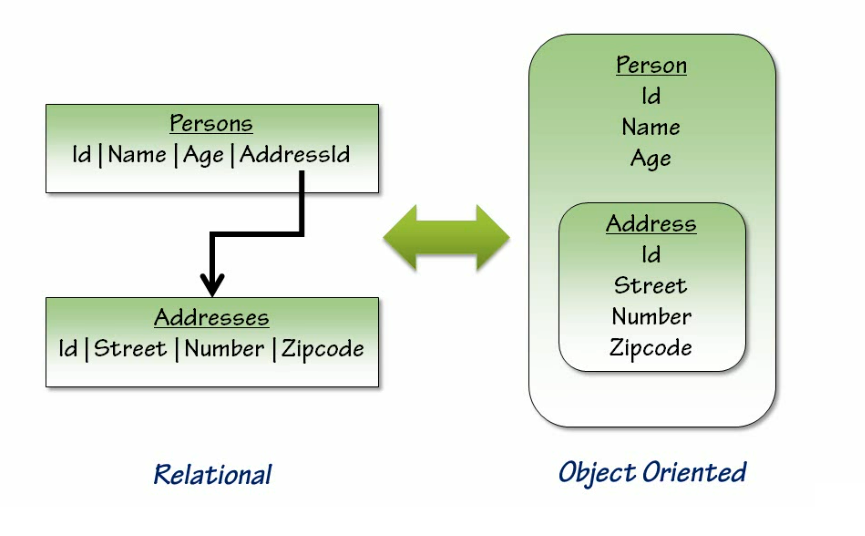 Persons
Id | Name | Age | AddressId
Addresses
Id | Street | Number | Zipcode
Relational
Person
Id
Name
Age
Address
Id
Street
Number
Zipcode
Object Oriented